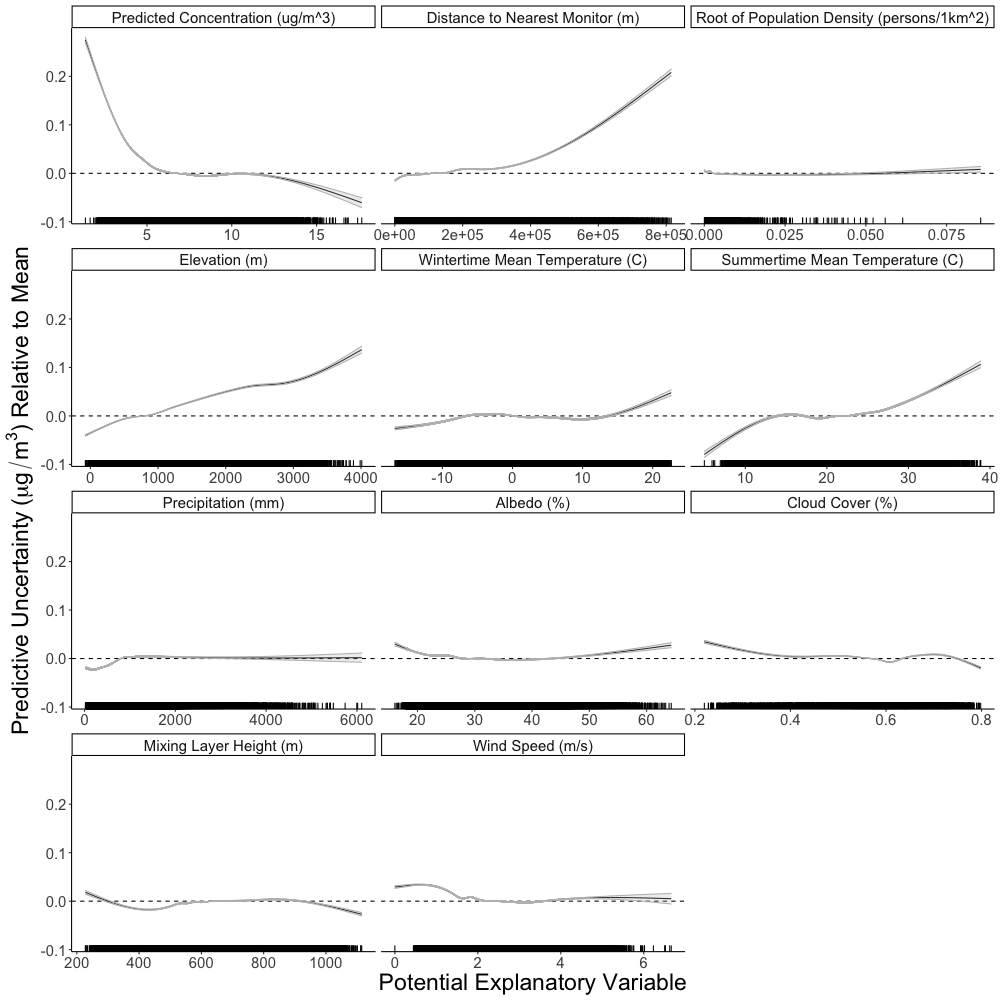 Predicted Concentration (ug/m^3) Distance to Nearest Monitor (m) Root of Population Density (persons/1km^2)
0.2
0.1
0.0
-0.1
5 10 15 0e+00 2e+05 4e+05 6e+05 8e+05 0.000 0.025 0.050 0.075
Elevation (m) Wintertime Mean Temperature (C) Summertime Mean Temperature (C)
0.2
0.1
0.0
-0.1
0 1000 2000 3000 4000 -10 0 10 20 10 20 30 40
Precipitation (mm) Albedo (%) Cloud Cover (%)
0.2
0.1
0.0
-0.1
0 2000 4000 6000 20 30 40 50 60 0.2 0.4 0.6 0.8
Mixing Layer Height (m) Wind Speed (m/s)
0.2
0.1
0.0
-0.1
200 400 600 800 1000 0 2 4 6
Potential Explanatory Variable
Predictive Uncertainty (μg/m³) Relative to Mean